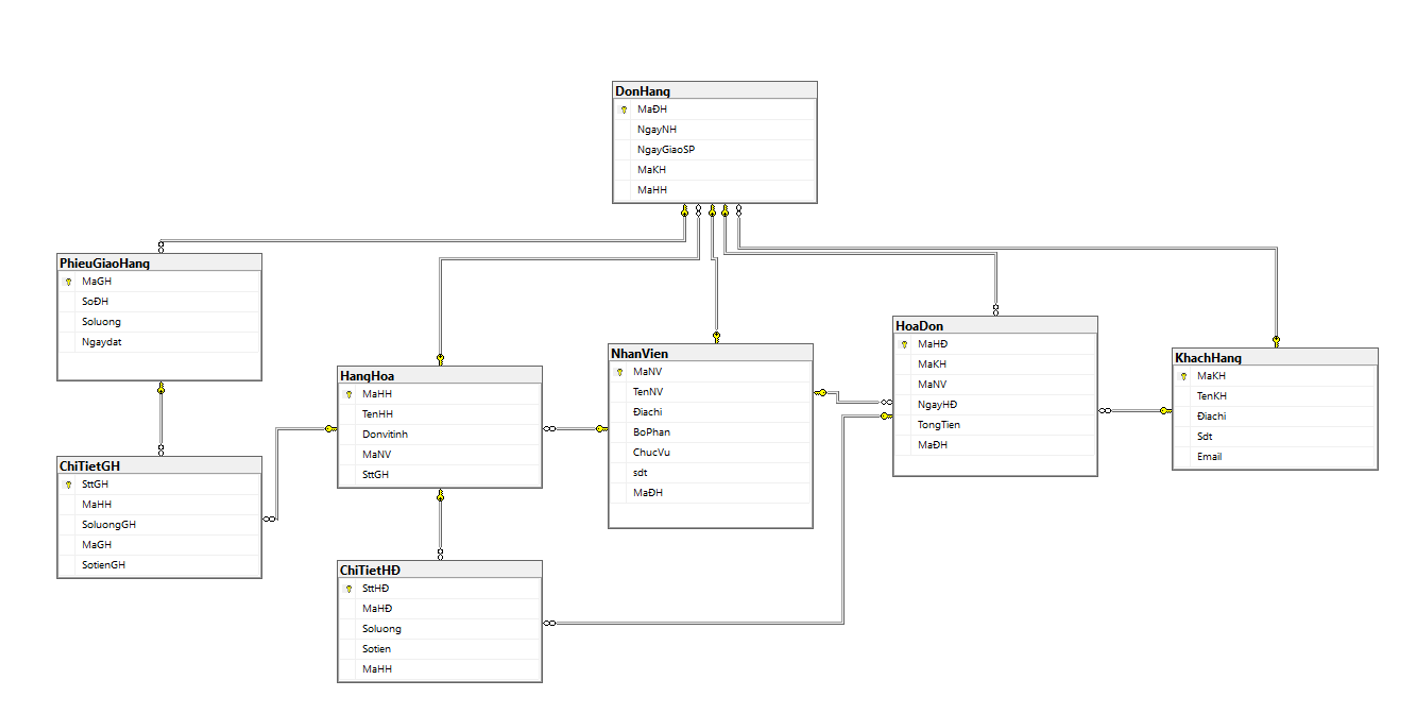 DonHang
MaĐH
NgayNH
NgayGiaoSP
MaKH
MaHH
PhieuGiaoHang
MaGH
SoĐH
Soluong
Ngaydat
ChiTietGH
SttGH
MaHH
SoluongGH
MaGH
SotienGH
HangHoa
MaHH
TenHH
Donvitinh
MaNV
SttGH
ChiTietHĐ
SttHĐ
MaHĐ
Soluong
Sotien
MaHH
NhanVien
MaNV
TenNV
Điachi
BoPhan
ChucVu
sdt
MaĐH
HoaDon
MaHĐ
MaKH
MaNV
NgayHĐ
TongTien
MaĐH
KhachHang
MaKH
TenKH
Điachi
Sdt
Email